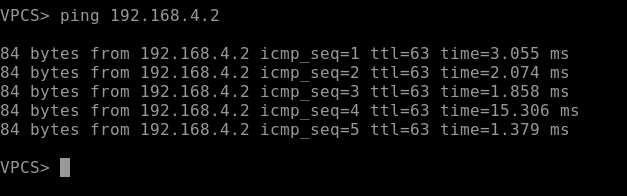 VPCS> ping 192.168.4.2
84 bytes from 192.168.4.2 icmp_seq=1 ttl=63 time=3.055 ms
84 bytes from 192.168.4.2 icmp_seq=2 ttl=63 time=2.074 ms
84 bytes from 192.168.4.2 icmp_seq=3 ttl=63 time=1.858 ms
84 bytes from 192.168.4.2 icmp_seq=4 ttl=63 time=15.306 ms
84 bytes from 192.168.4.2 icmp_seq=5 ttl=63 time=1.379 ms
VPCS>